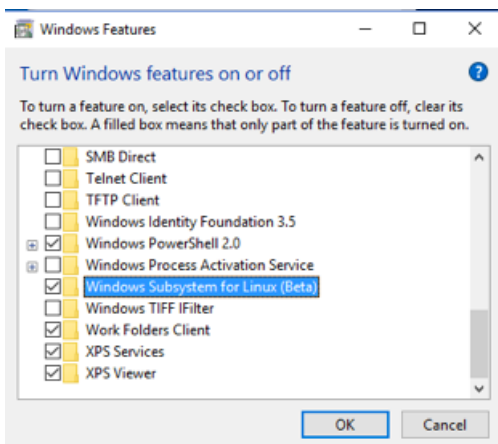 Windows Features
Turn Windows features on or off
To turn a feature on, select its check box. To turn a feature off, clear its
check box. A filled box means that only part of the feature is turned on.
SMB Direct
Telnet Client
TFTP Client
Windows Identity Foundation 3.5
Windows PowerShell 2.0
Windows Process Activation Service
Windows Subsystem for Linux (Beta)
Windows TIFF IFilter
Work Folders Client
XPS Services
XPS Viewer
OK Cancel